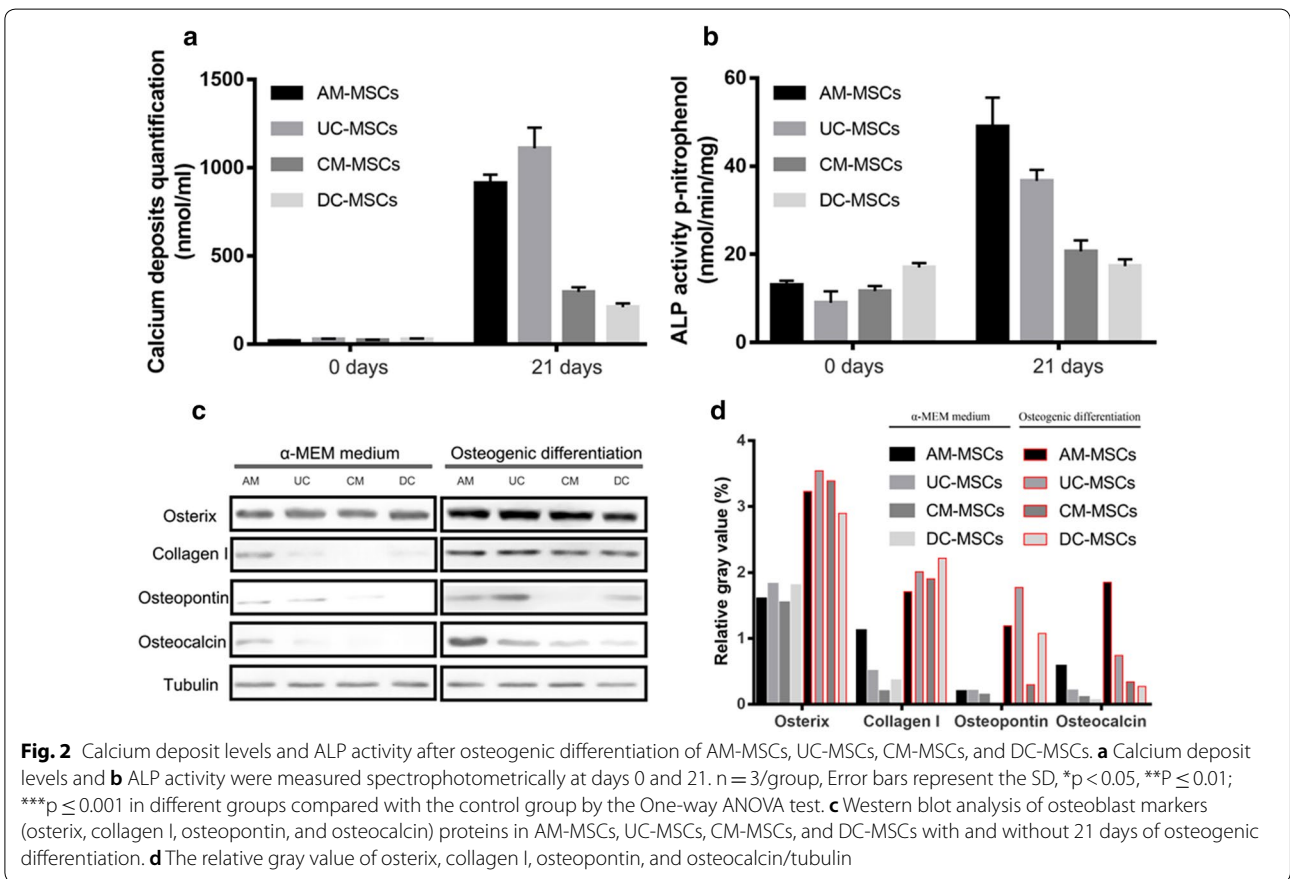 a
Calcium deposits quantification
(nmol/ml)
1500
1000
500
0
AM-MSCs
UC-MSCs
CM-MSCs
DC-MSCs
0 days
21 days
b
ALP activity p-nitrophenol
(nmol/min/mg)
60
40
20
0
AM-MSCs
UC-MSCs
CM-MSCs
DC-MSCs
0 days
21 days
c
α-MEM medium
Osteogenic differentiation
AM UC CM DC
AM UC CM DC
Osterix
Collagen I
Osteopontin
Osteocalcin
Tubulin
d
α-MEM medium
Osteogenic differentiation
Relative gray value (%)
4
3
2
1
0
AM-MSCs
UC-MSCs
CM-MSCs
DC-MSCs
AM-MSCs
UC-MSCs
CM-MSCs
DC-MSCs
Osterix
Collagen I
Osteopontin
Osteocalcin
Fig. 2 Calcium deposit levels and ALP activity after osteogenic differentiation of AM-MSCs, UC-MSCs, CM-MSCs, and DC-MSCs. a Calcium deposit
levels and b ALP activity were measured spectrophotometrically at days 0 and 21. n = 3/group, Error bars represent the SD, *p < 0.05, **P ≤ 0.01;
***p ≤ 0.001 in different groups compared with the control group by the One-way ANOVA test. c Western blot analysis of osteoblast markers
(osterix, collagen I, osteopontin, and osteocalcin) proteins in AM-MSCs, UC-MSCs, CM-MSCs, and DC-MSCs with and without 21 days of osteogenic
differentiation. d The relative gray value of osterix, collagen I, osteopontin, and osteocalcin/tubulin